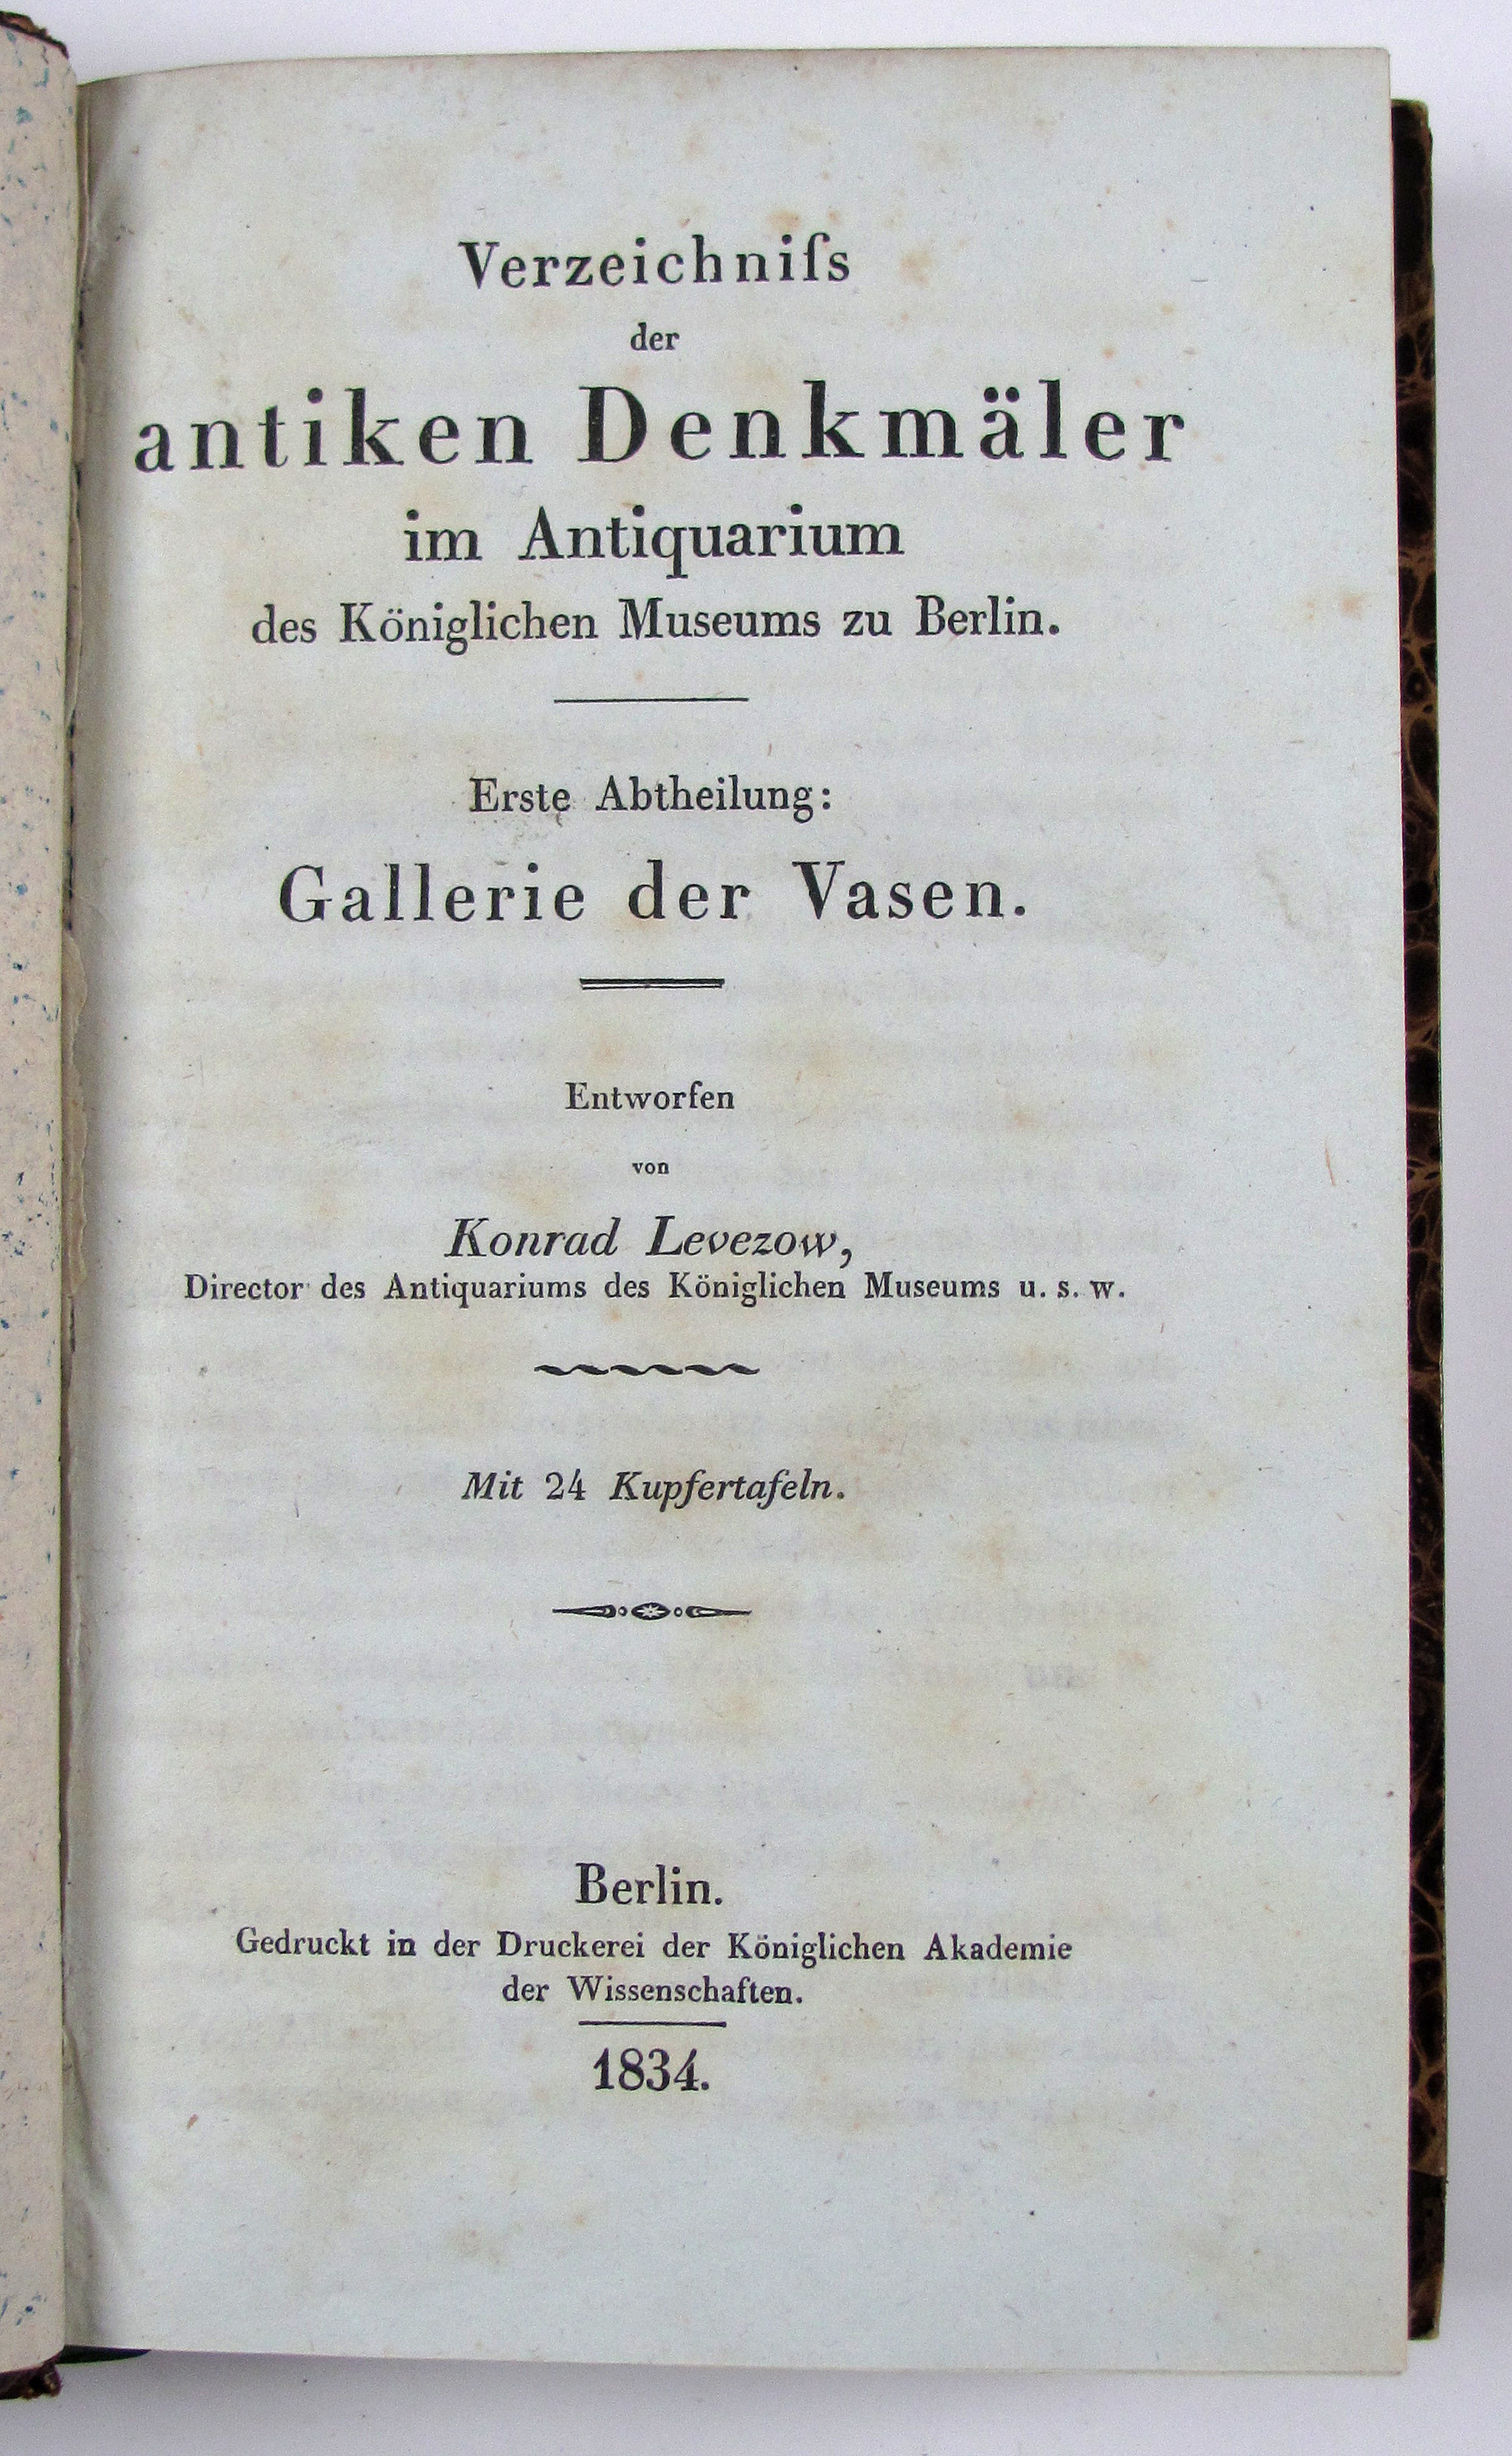 Verzeichniſs
der
antiken Denkmäler
im Antiquarium
des Königlichen Museums zu Berlin.
Erste Abtheilung:
Gallerie der Vasen.
Entworfen
von
Konrad Levezow,
Director des Antiquariums des Königlichen Museums u. s. w.
Mit 24 Kupfertafeln.
Berlin.
Gedruckt in der Druckerei der Königlichen Akademie
der Wissenschaften.
1834.